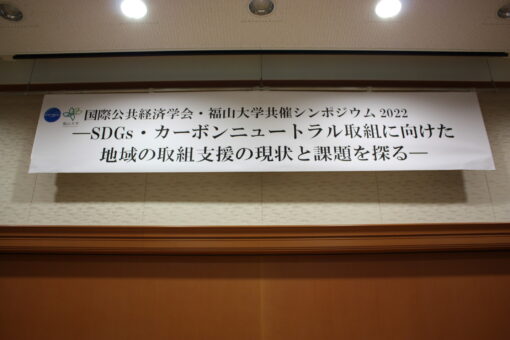 国際公共経済学会・福山大学共催シンポジウム 2022
―SDGs・カーボンニュートラル取組に向けた
地域の取組支援の現状と課題を探る―